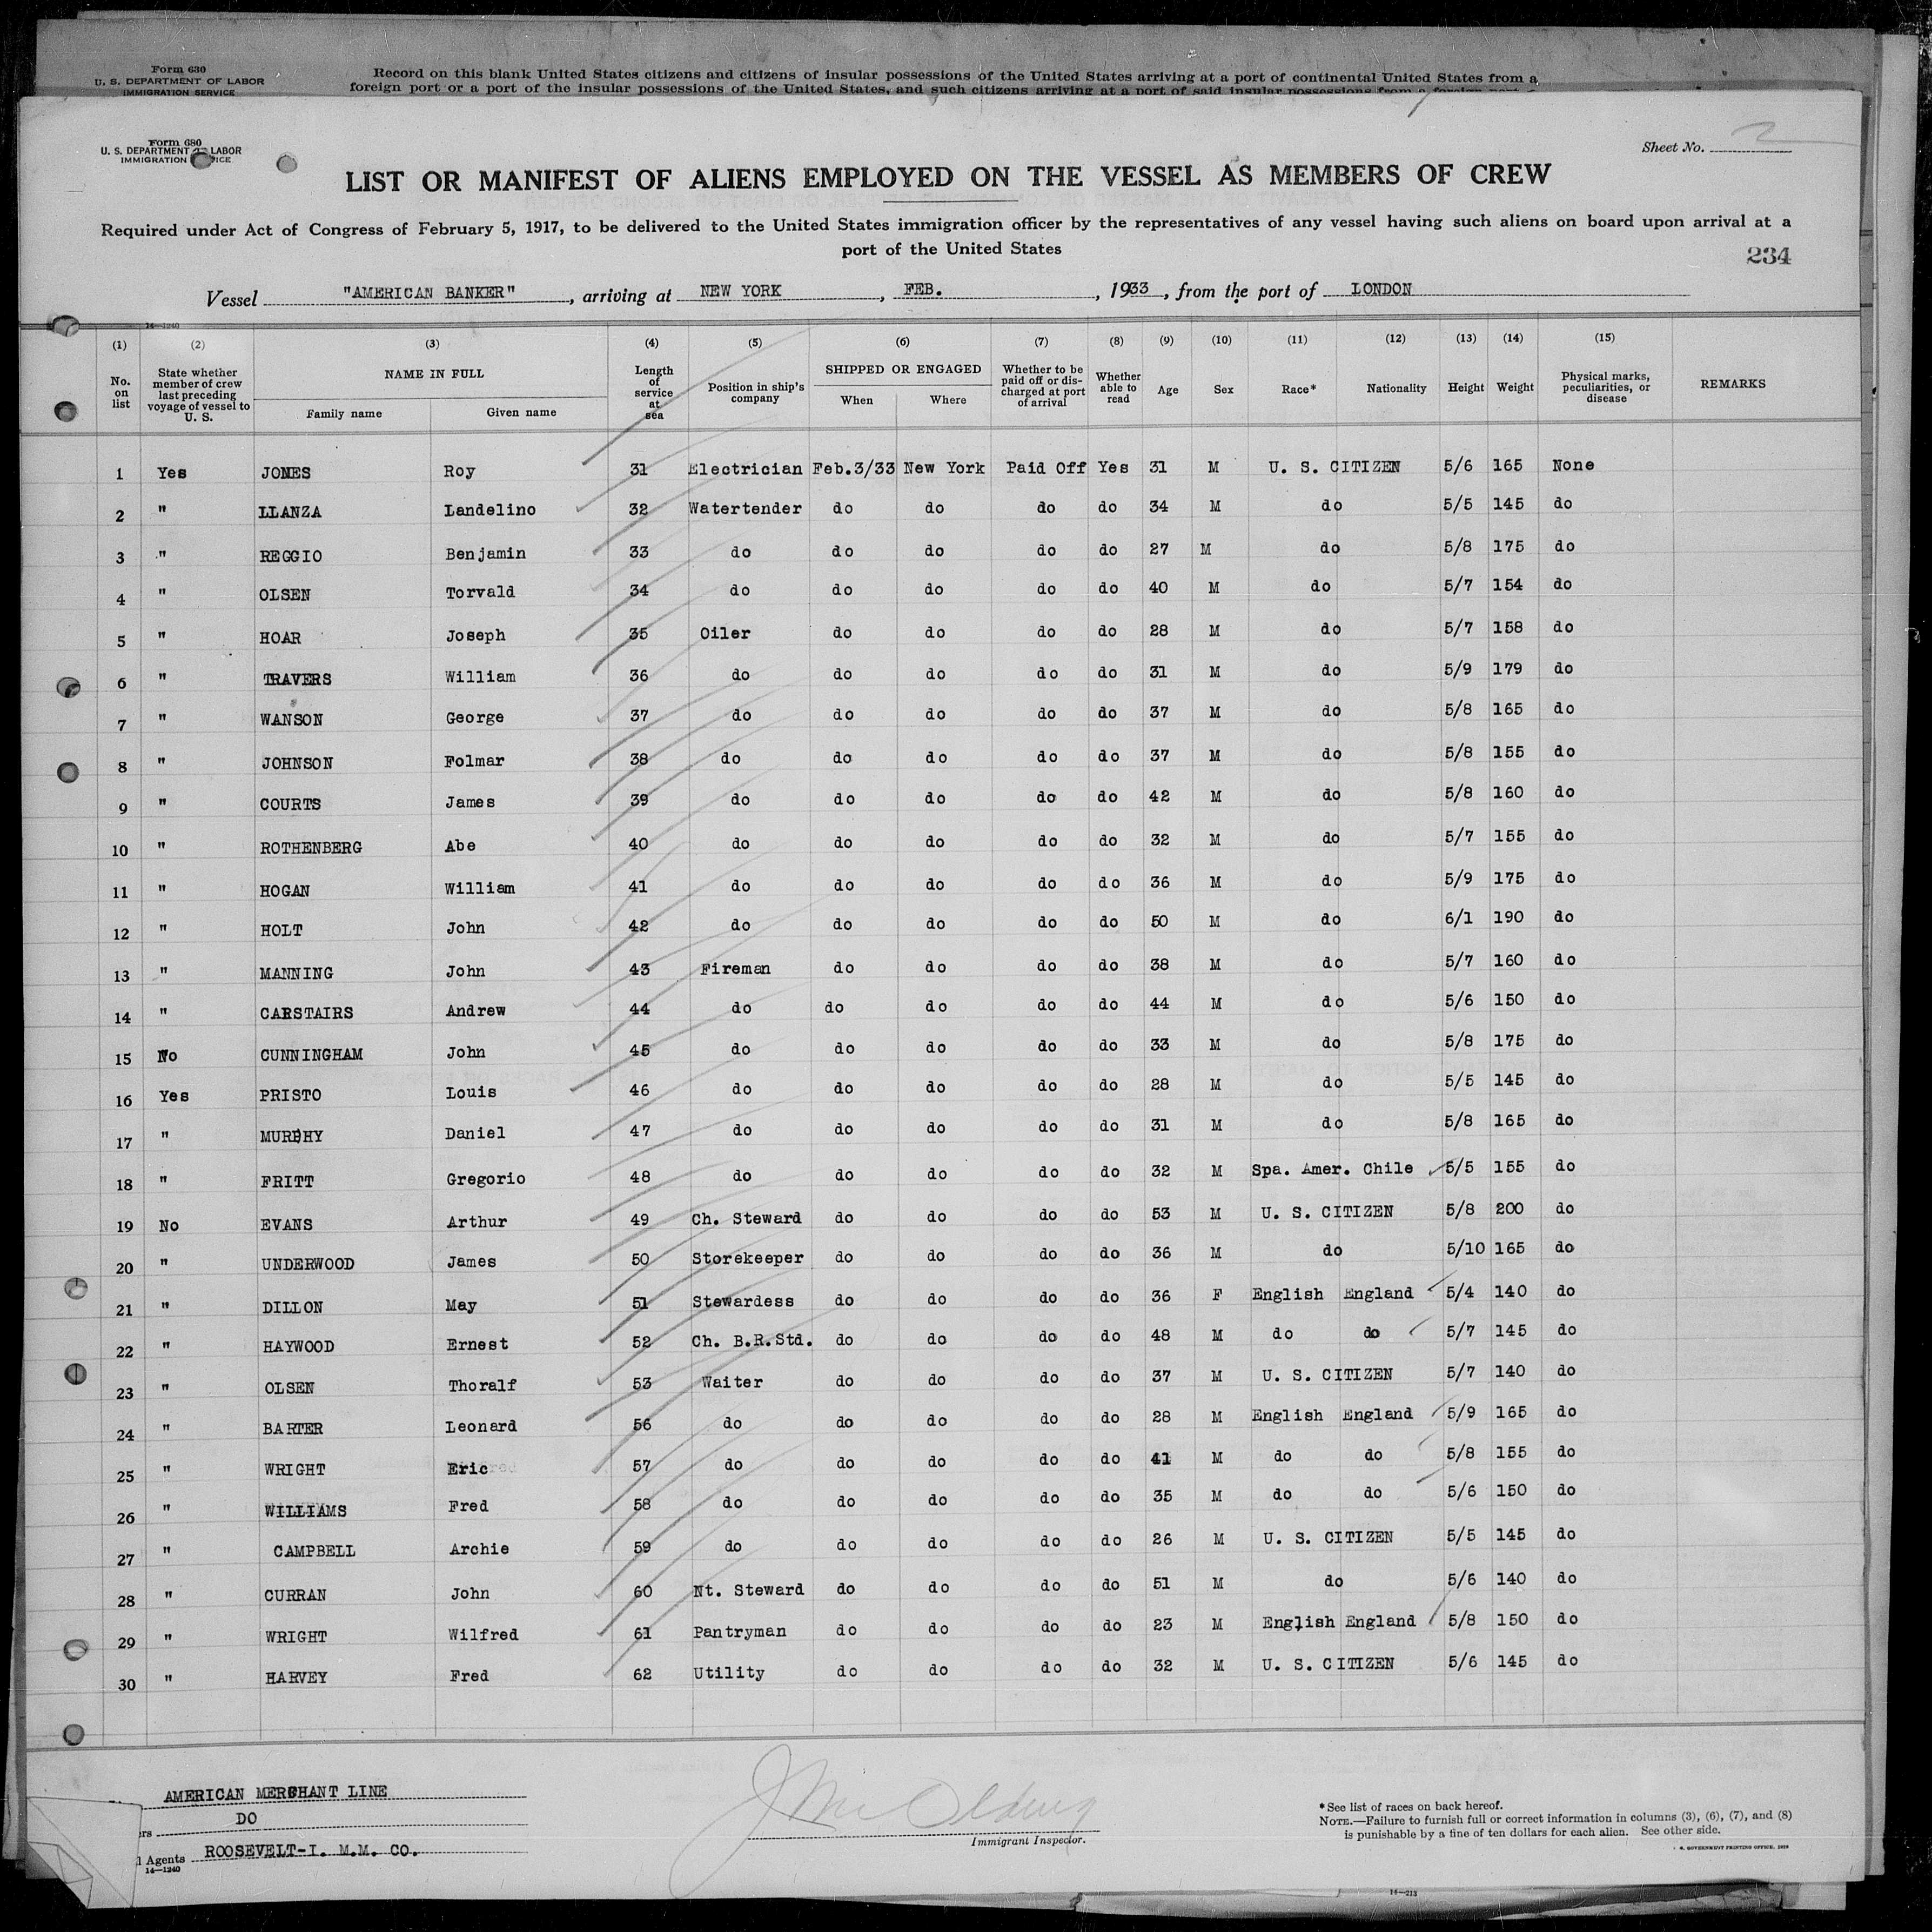 Form 630
U. S. DEPARTMENT OF LABOR
IMMIGRATION SERVICE
Record on this blank United States citizens and citizens of insular possessions of the United States arriving at a port of continental United States from a
foreign port or a port of the insular possessions of the United States, and such citizens arriving at a port of said insular possessions from a foreign port
Form 680
U. S. DEPARTMENT LABOR
IMMIGRATION
Sheet No. 2
LIST OR MANIFEST OF ALIENS EMPLOYED ON THE VESSEL AS MEMBERS OF CREW
Required under Act of Congress of February 5, 1917, to be delivered to the United States immigration officer by the representatives of any vessel having such aliens on board upon arrival at a
port of the United States
234
Vessel "AMERICAN BANKER", arriving at NEW YORK, FEB., 1933, from the port of LONDON
14—1240
(1) (2) (3) (4) (5) (6) (7) (8) (9) (10) (11) (12) (13) (14) (15)
No. on list State whether member of crew last preceding voyage of vessel to U. S. NAME IN FULL Family name Given name Length of service at sea Position in ship's company SHIPPED OR ENGAGED When Where Whether to be paid off or discharged at port of arrival Whether able to read Age Sex Race* Nationality Height Weight Physical marks, peculiarities, or disease REMARKS
1 Yes JONES Roy 31 Electrician Feb.3/33 New York Paid Off Yes 31 M U. S. CITIZEN 5/6 165 None
2 " LLANZA Landelino 32 Watertender do do do do 34 M do 5/5 145 do
3 " REGGIO Benjamin 33 do do do do do 27 M do 5/8 175 do
4 " OLSEN Torvald 34 do do do do do 40 M do 5/7 154 do
5 " HOAR Joseph 35 Oiler do do do do 28 M do 5/7 158 do
6 " TRAVERS William 36 do do do do do 31 M do 5/9 179 do
7 " WANSON George 37 do do do do do 37 M do 5/8 165 do
8 " JOHNSON Folmar 38 do do do do do 37 M do 5/8 155 do
9 " COURTS James 39 do do do do do 42 M do 5/8 160 do
10 " ROTHENBERG Abe 40 do do do do do 32 M do 5/7 155 do
11 " HOGAN William 41 do do do do do 36 M do 5/9 175 do
12 " HOLT John 42 do do do do do 50 M do 6/1 190 do
13 " MANNING John 43 Fireman do do do do 38 M do 5/7 160 do
14 " CARSTAIRS Andrew 44 do do do do do 44 M do 5/6 150 do
15 No CUNNINGHAM John 45 do do do do do 33 M do 5/8 175 do
16 Yes PRISTO Louis 46 do do do do do 28 M do 5/5 145 do
17 " MURPHY Daniel 47 do do do do do 31 M do 5/8 165 do
18 " FRITT Gregorio 48 do do do do do 32 M Spa. Amer. Chile 5/5 155 do
19 No EVANS Arthur 49 Ch. Steward do do do do 53 M U. S. CITIZEN 5/8 200 do
20 " UNDERWOOD James 50 Storekeeper do do do do 36 M do 5/10 165 do
21 " DILLON May 51 Stewardess do do do do 36 F English England 5/4 140 do
22 " HAYWOOD Ernest 52 Ch. B.R.Std. do do do do 48 M do do 5/7 145 do
23 " OLSEN Thoralf 53 Waiter do do do do 37 M U. S. CITIZEN 5/7 140 do
24 " BARTER Leonard 56 do do do do do 28 M English England 5/9 165 do
25 " WRIGHT Eric 57 do do do do do 41 M do do 5/8 155 do
26 " WILLIAMS Fred 58 do do do do do 35 M do do 5/6 150 do
27 " CAMPBELL Archie 59 do do do do do 26 M U. S. CITIZEN 5/5 145 do
28 " CURRAN John 60 Nt. Steward do do do do 51 M do 5/6 140 do
29 " WRIGHT Wilfred 61 Pantryman do do do do 23 M English England 5/8 150 do
30 " HARVEY Fred 62 Utility do do do do 32 M U. S. CITIZEN 5/6 145 do
AMERICAN MERCHANT LINE
DO
Agents ROOSEVELT-I. M.M. CO.
14—1240
Immigrant Inspector.
*See list of races on back hereof.
NOTE.—Failure to furnish full or correct information in columns (3), (6), (7), and (8)
is punishable by a fine of ten dollars for each alien. See other side.
14—213